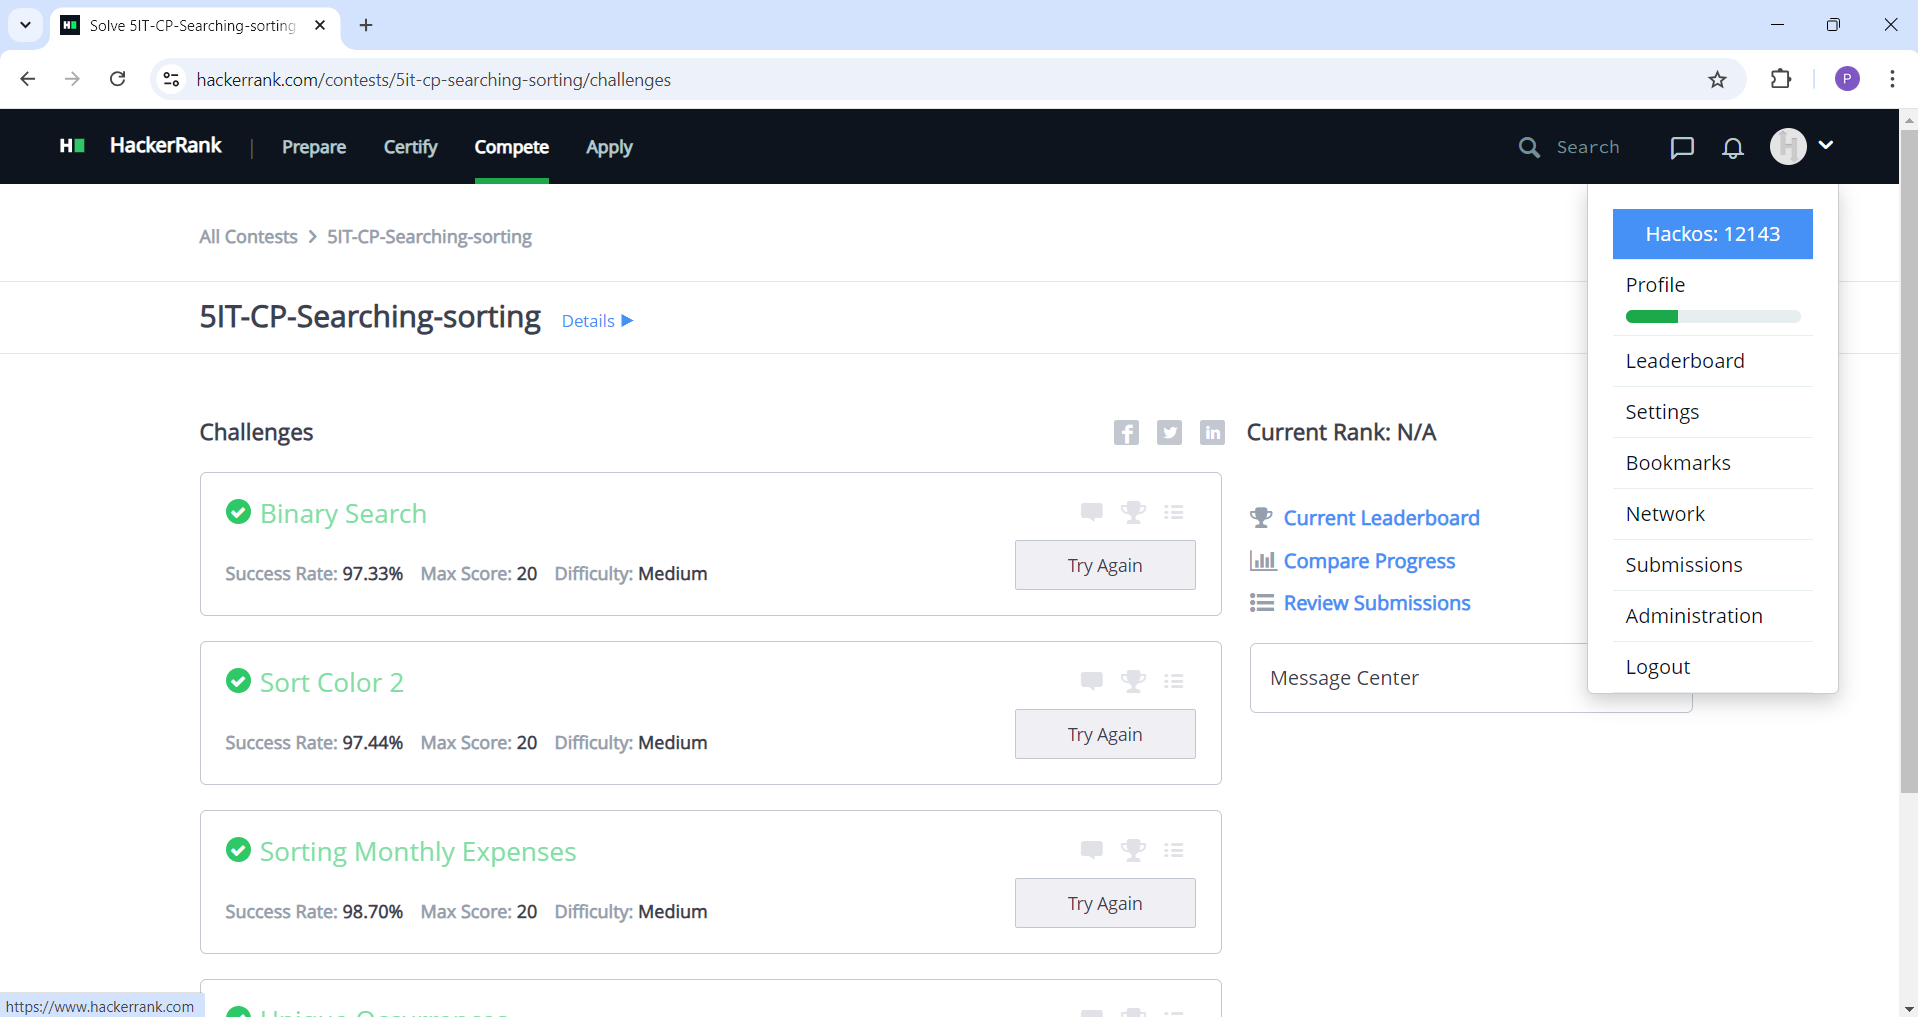 Solve 5IT-CP-Searching-sorting
hackerrank.com/contests/5it-cp-searching-sorting/challenges
P
H
HackerRank | Prepare Certify Compete Apply
Search
H
All Contests > 5IT-CP-Searching-sorting
5IT-CP-Searching-sorting Details ▶
Hackos: 12143
Profile
Leaderboard
Settings
Bookmarks
Network
Submissions
Administration
Logout
Challenges
Current Rank: N/A
Binary Search
Success Rate: 97.33% Max Score: 20 Difficulty: Medium
Try Again
Current Leaderboard
Compare Progress
Review Submissions
Message Center
Sort Color 2
Success Rate: 97.44% Max Score: 20 Difficulty: Medium
Try Again
Sorting Monthly Expenses
Success Rate: 98.70% Max Score: 20 Difficulty: Medium
Try Again
https://www.hackerrank.com